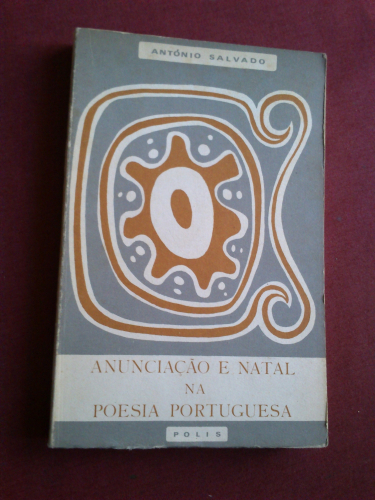 ANTÓNIO SALVADO
ANUNCIAÇÃO E NATAL
NA
POESIA PORTUGUESA
POLIS